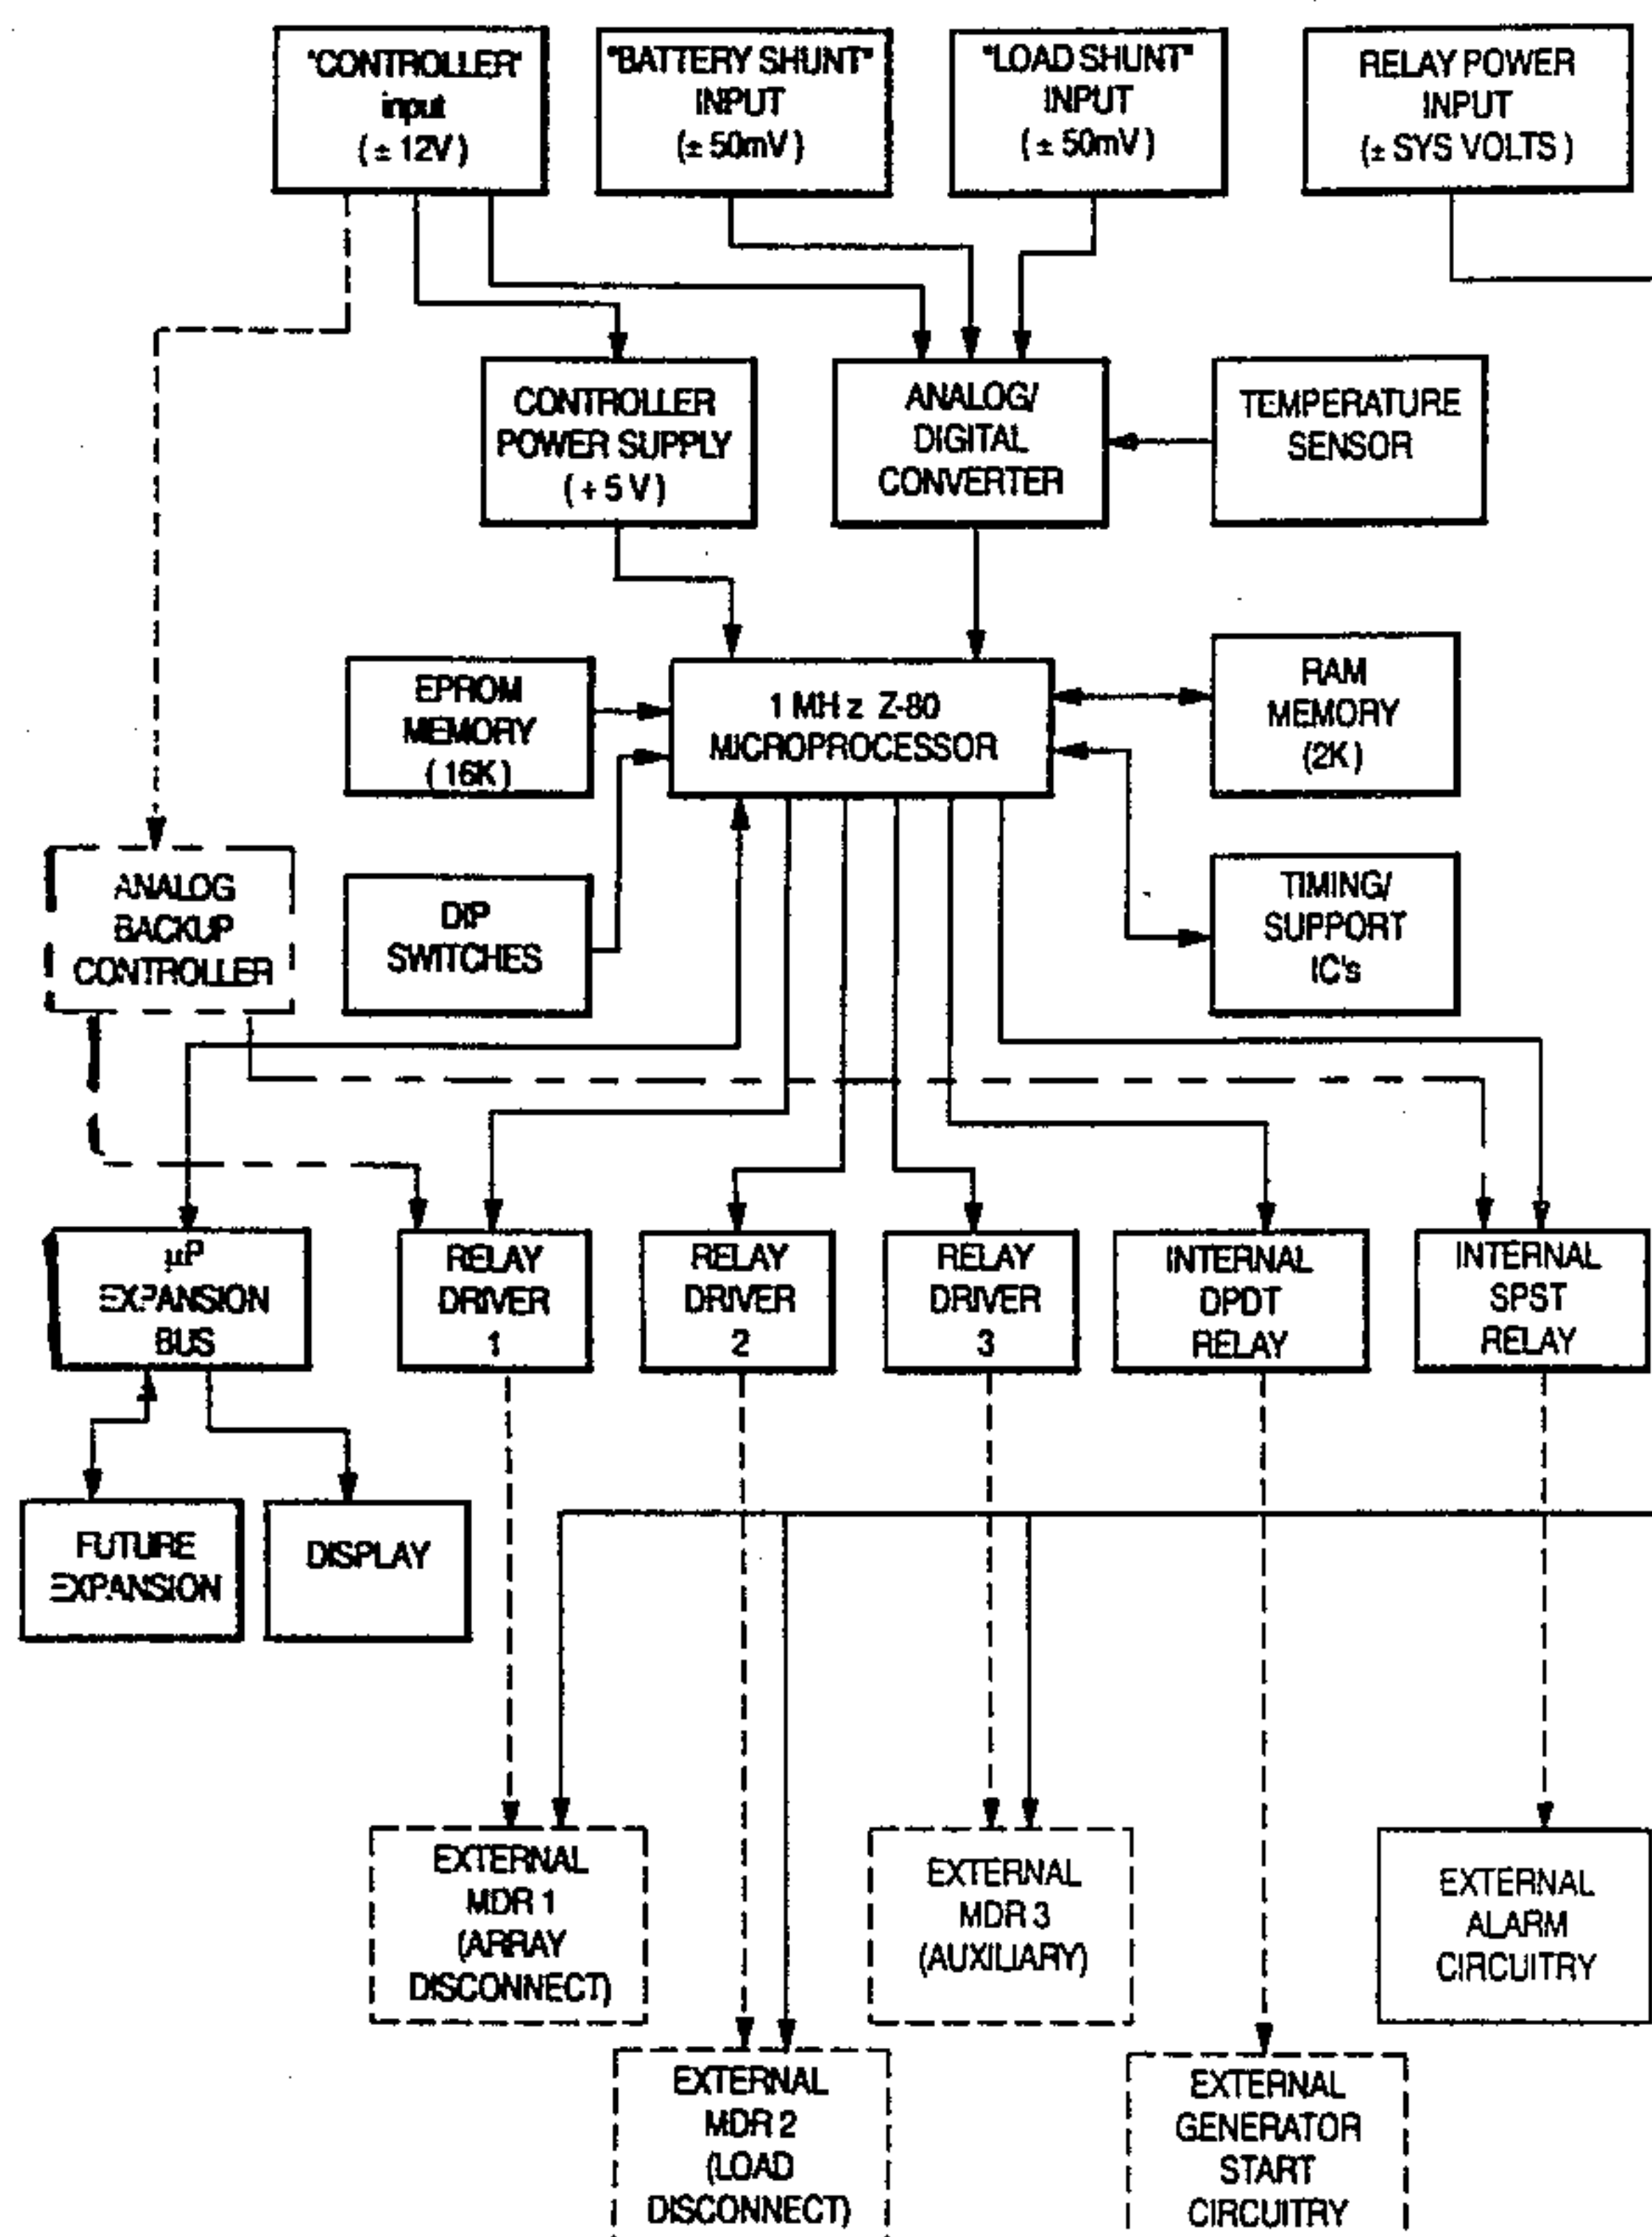 "CONTROLLER"
input
(± 12V)
"BATTERY SHUNT"
INPUT
(± 50mV)
"LOAD SHUNT"
INPUT
(± 50mV)
RELAY POWER
INPUT
(± SYS VOLTS)
CONTROLLER
POWER SUPPLY
(+ 5 V)
ANALOG/
DIGITAL
CONVERTER
TEMPERATURE
SENSOR
EPROM
MEMORY
(16K)
1 MHz Z-80
MICROPROCESSOR
RAM
MEMORY
(2K)
ANALOG
BACKUP
CONTROLLER
DIP
SWITCHES
TIMING/
SUPPORT
IC's
µP
EXPANSION
BUS
RELAY
DRIVER
1
RELAY
DRIVER
2
RELAY
DRIVER
3
INTERNAL
DPDT
RELAY
INTERNAL
SPST
RELAY
FUTURE
EXPANSION
DISPLAY
EXTERNAL
MDR 1
(ARRAY
DISCONNECT)
EXTERNAL
MDR 3
(AUXILIARY)
EXTERNAL
ALARM
CIRCUITRY
EXTERNAL
MDR 2
(LOAD
DISCONNECT)
EXTERNAL
GENERATOR
START
CIRCUITRY